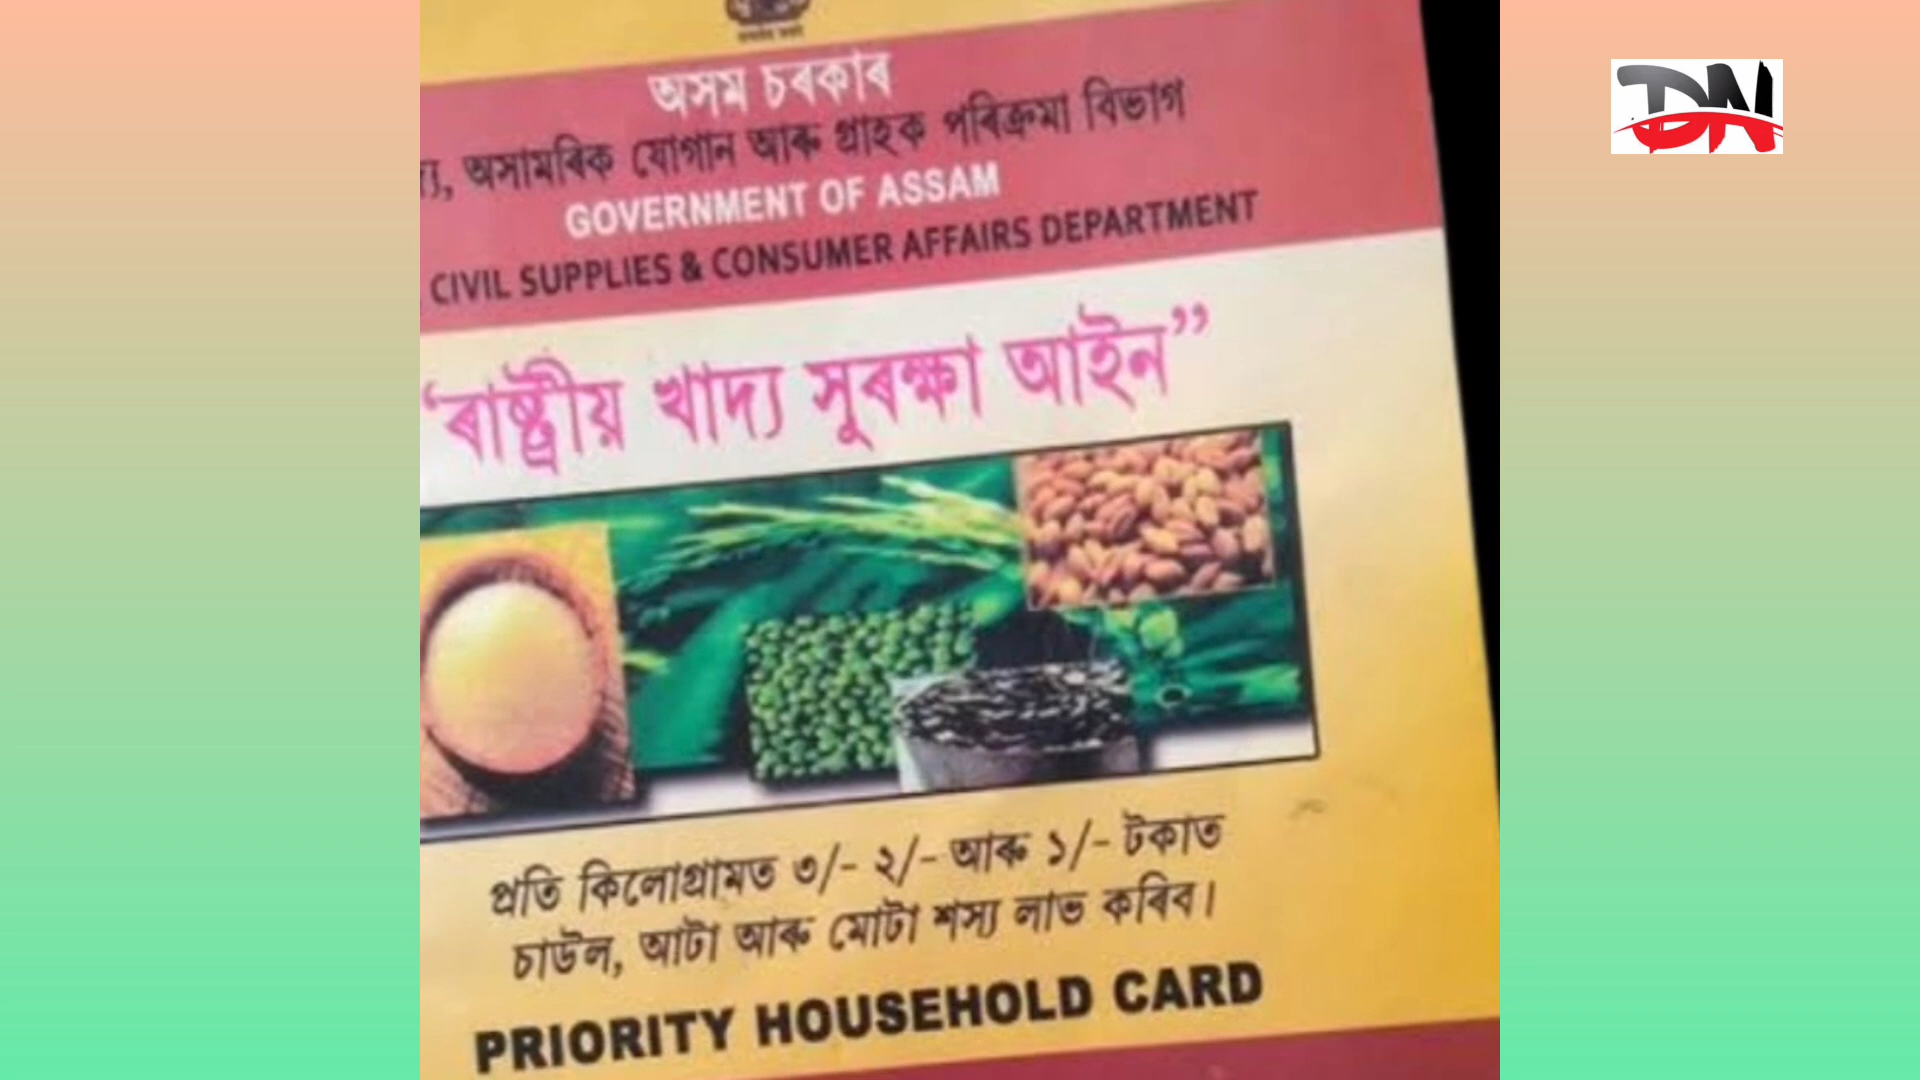 অসম চৰকাৰ
অসামৰিক যোগান আৰু গ্ৰাহক পৰিক্ৰমা বিভাগ
GOVERNMENT OF ASSAM
CIVIL SUPPLIES & CONSUMER AFFAIRS DEPARTMENT
“ৰাষ্ট্ৰীয় খাদ্য সুৰক্ষা আইন”
প্ৰতি কিলোগ্ৰামত ৩/- ২/- আৰু ১/- টকাত
চাউল, আটা আৰু মোটা শস্য লাভ কৰিব।
PRIORITY HOUSEHOLD CARD
DN